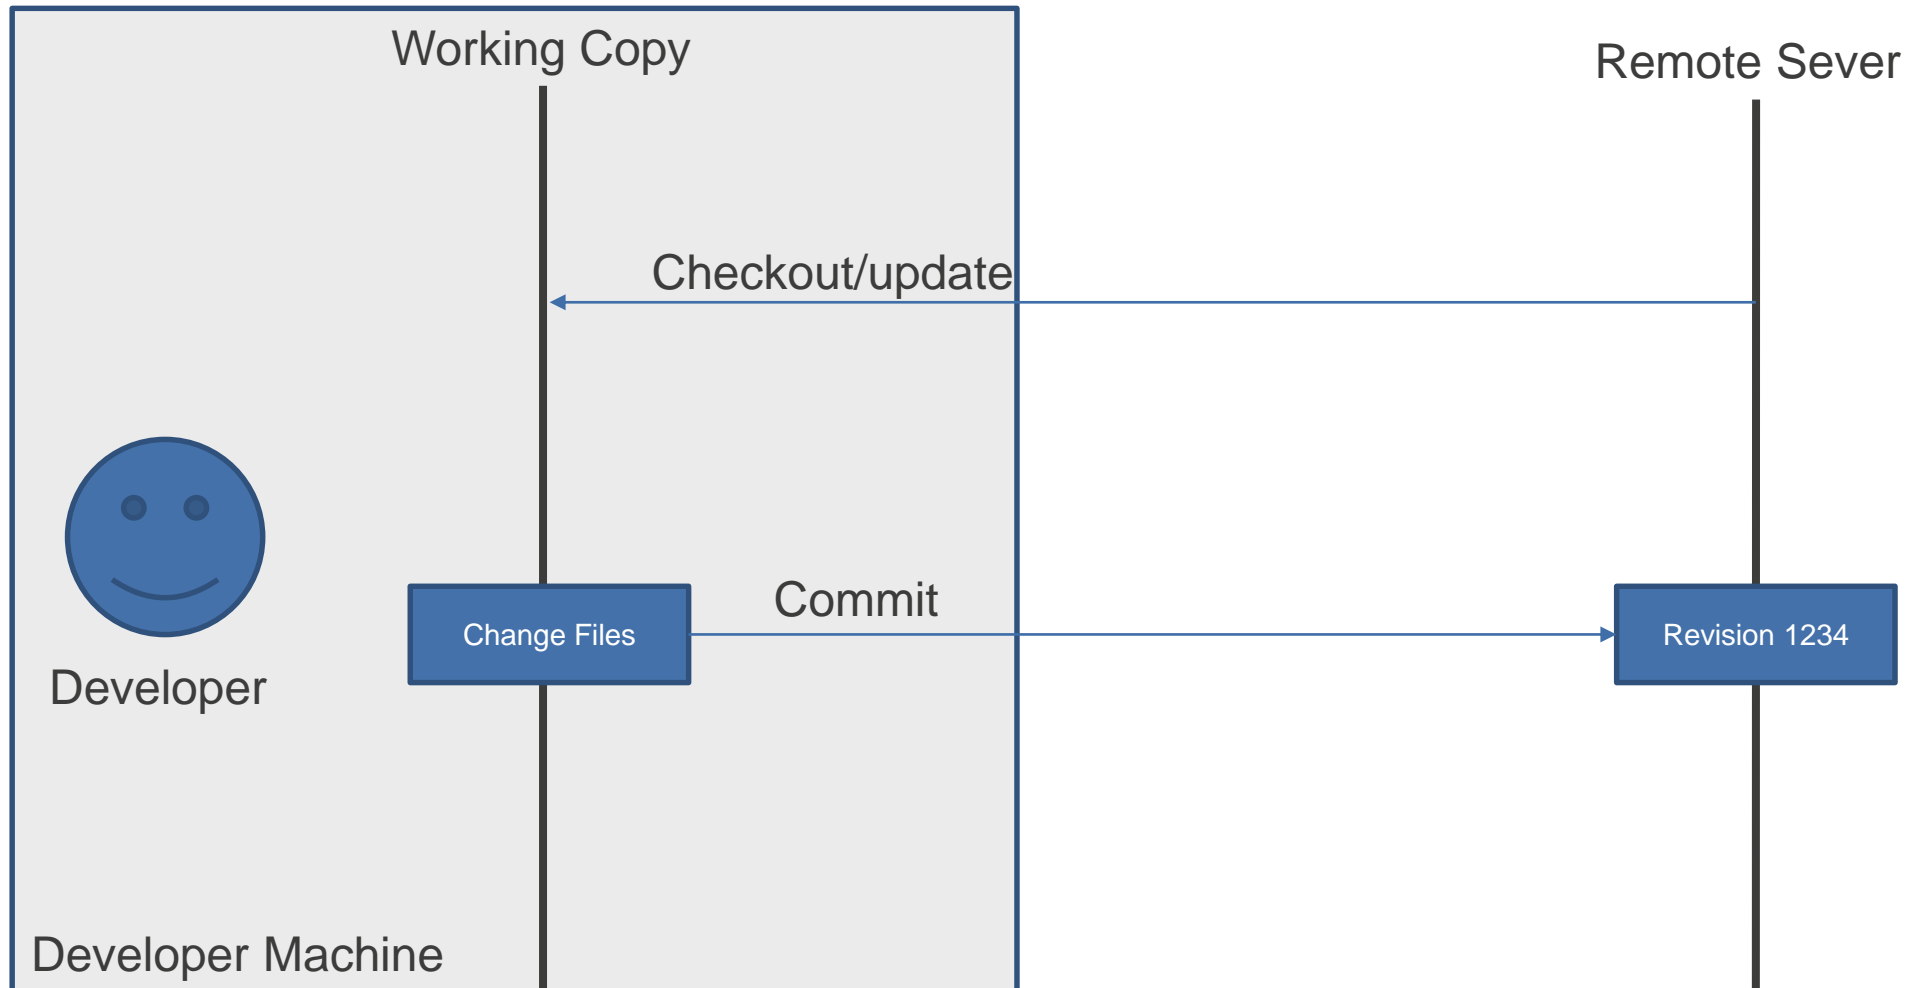 Working Copy
Remote Sever
Checkout/update
Commit
Change Files
Revision 1234
Developer
Developer Machine